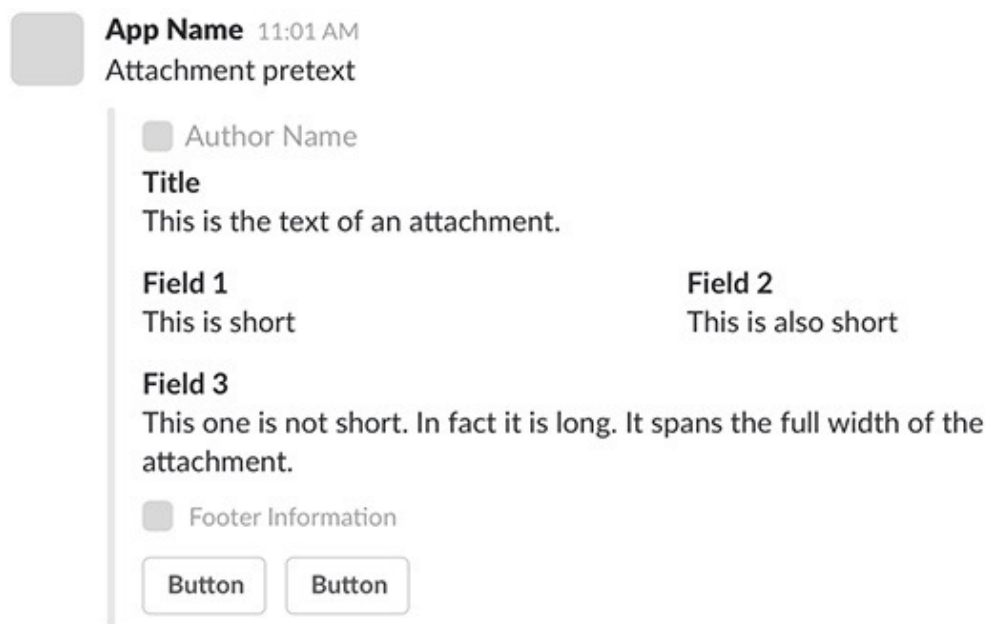 App Name 11:01 AM
Attachment pretext
Author Name
Title
This is the text of an attachment.
Field 1 Field 2
This is short This is also short
Field 3
This one is not short. In fact it is long. It spans the full width of the
attachment.
Footer Information
Button Button